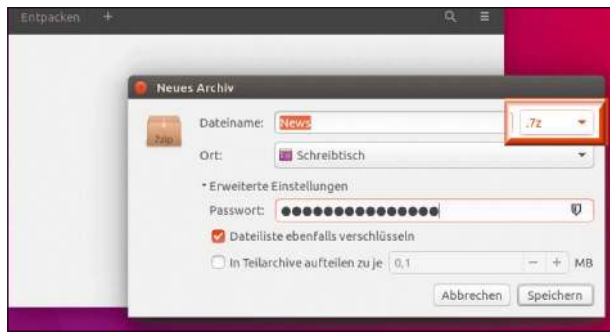 Entpacken +
Neues Archiv
7zip
Dateiname: News .7z
Ort: Schreibtisch
Erweiterte Einstellungen
Passwort: ●●●●●●●●●●●●●●●
Dateiliste ebenfalls verschlüsseln
In Teilarchive aufteilen zu je 0,1 − + MB
Abbrechen Speichern